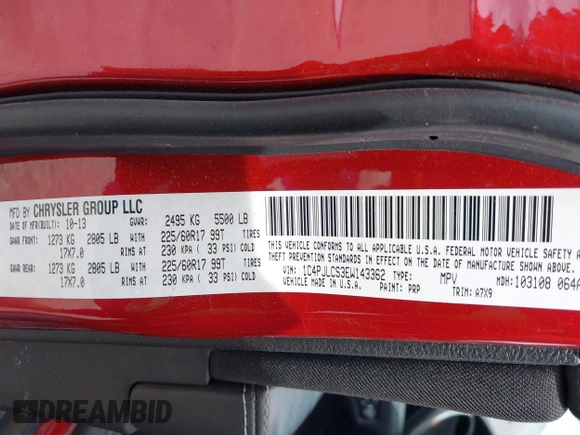 MFD BY CHRYSLER GROUP LLC
DATE OF MFR(BUILT): 10-13 GVWR: 2495 KG 5500 LB
GAWR FRONT: 1273 KG 2805 LB WITH 225/60R17 99T TIRES
17X7.0 RIMS AT 230 KPA ( 33 PSI) COLD
GAWR REAR: 1273 KG 2805 LB WITH 225/60R17 99T TIRES
17X7.0 RIMS AT 230 KPA ( 33 PSI) COLD
THIS VEHICLE CONFORMS TO ALL APPLICABLE U.S.A. FEDERAL MOTOR VEHICLE SAFETY
THEFT PREVENTION STANDARDS IN EFFECT ON THE DATE OF MANUFACTURE SHOWN ABOVE.
VIN: 1C4PJLCS3EW143362 TYPE: MPV MDH: 103108
VEHICLE MADE IN U.S.A. PAINT: PRP TRIM: A7X9
DREAMBID